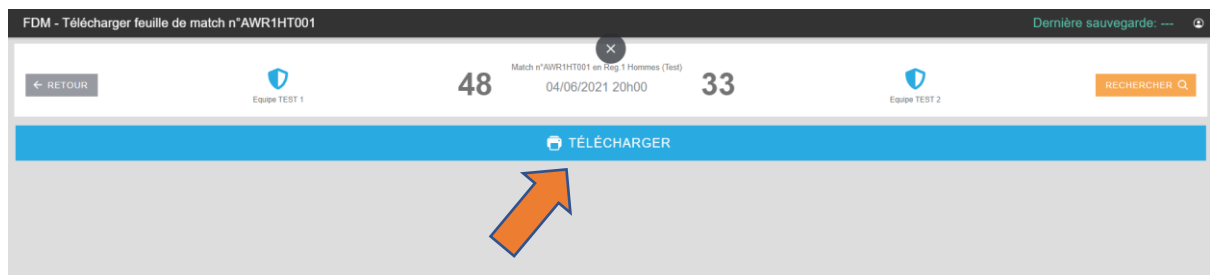 FDM - Télécharger feuille de match n°AWR1HT001
Dernière sauvegarde: ---
Match n°AWR1HT001 en Reg 1 Hommes (Test)
← RETOUR
Equipe TEST 1
48
04/06/2021 20h00
33
Equipe TEST 2
RECHERCHER
TÉLÉCHARGER